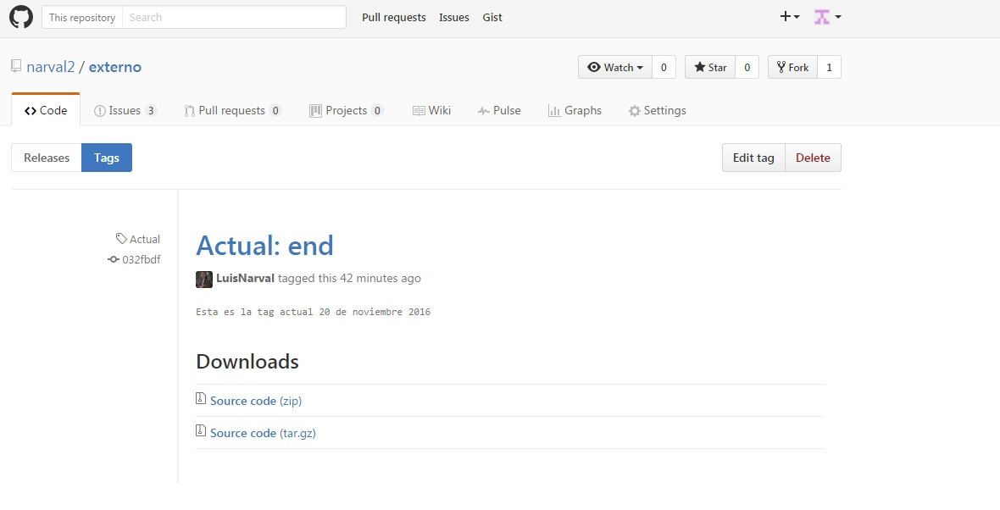 This repository Search Pull requests Issues Gist
narval2 / externo Watch 0 Star 0 Fork 1
Code Issues 3 Pull requests 0 Projects 0 Wiki Pulse Graphs Settings
Releases Tags Edit tag Delete
Actual
032fbdf
Actual: end
LuisNarval tagged this 42 minutes ago
Esta es la tag actual 20 de noviembre 2016
Downloads
Source code (zip)
Source code (tar.gz)